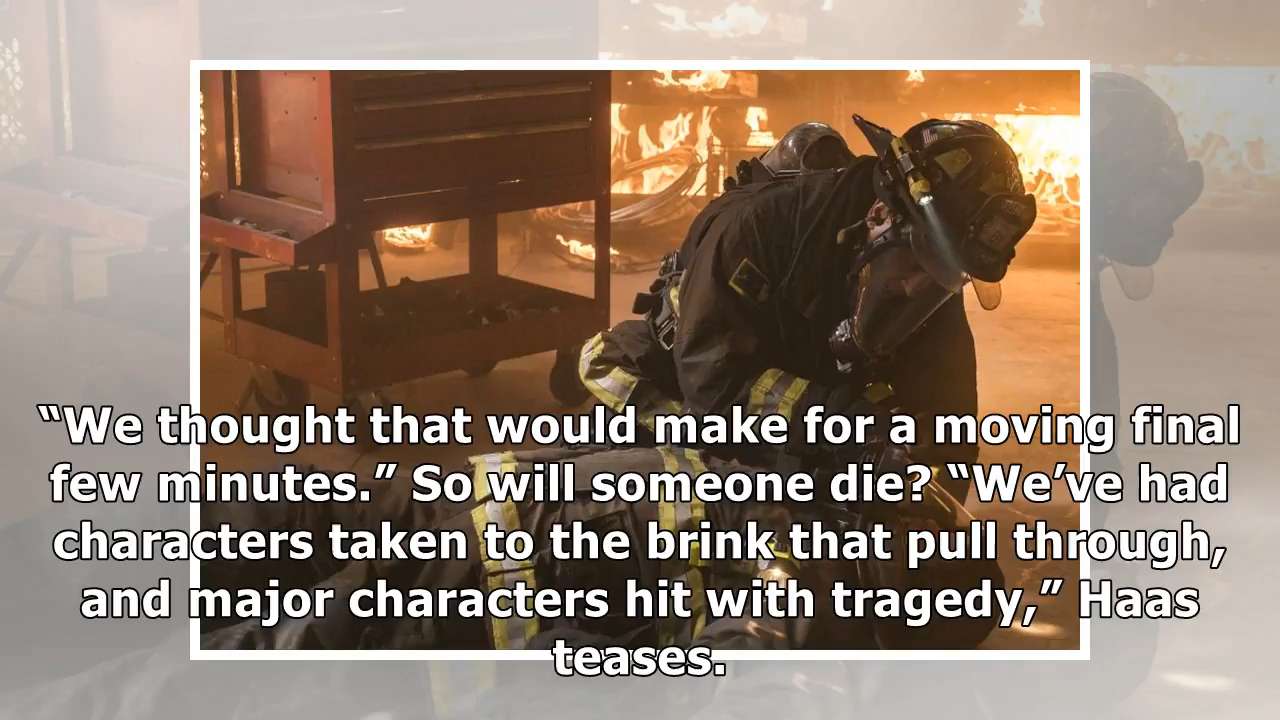 “We thought that would make for a moving final
few minutes.” So will someone die? “We’ve had
characters taken to the brink that pull through,
and major characters hit with tragedy,” Haas
teases.